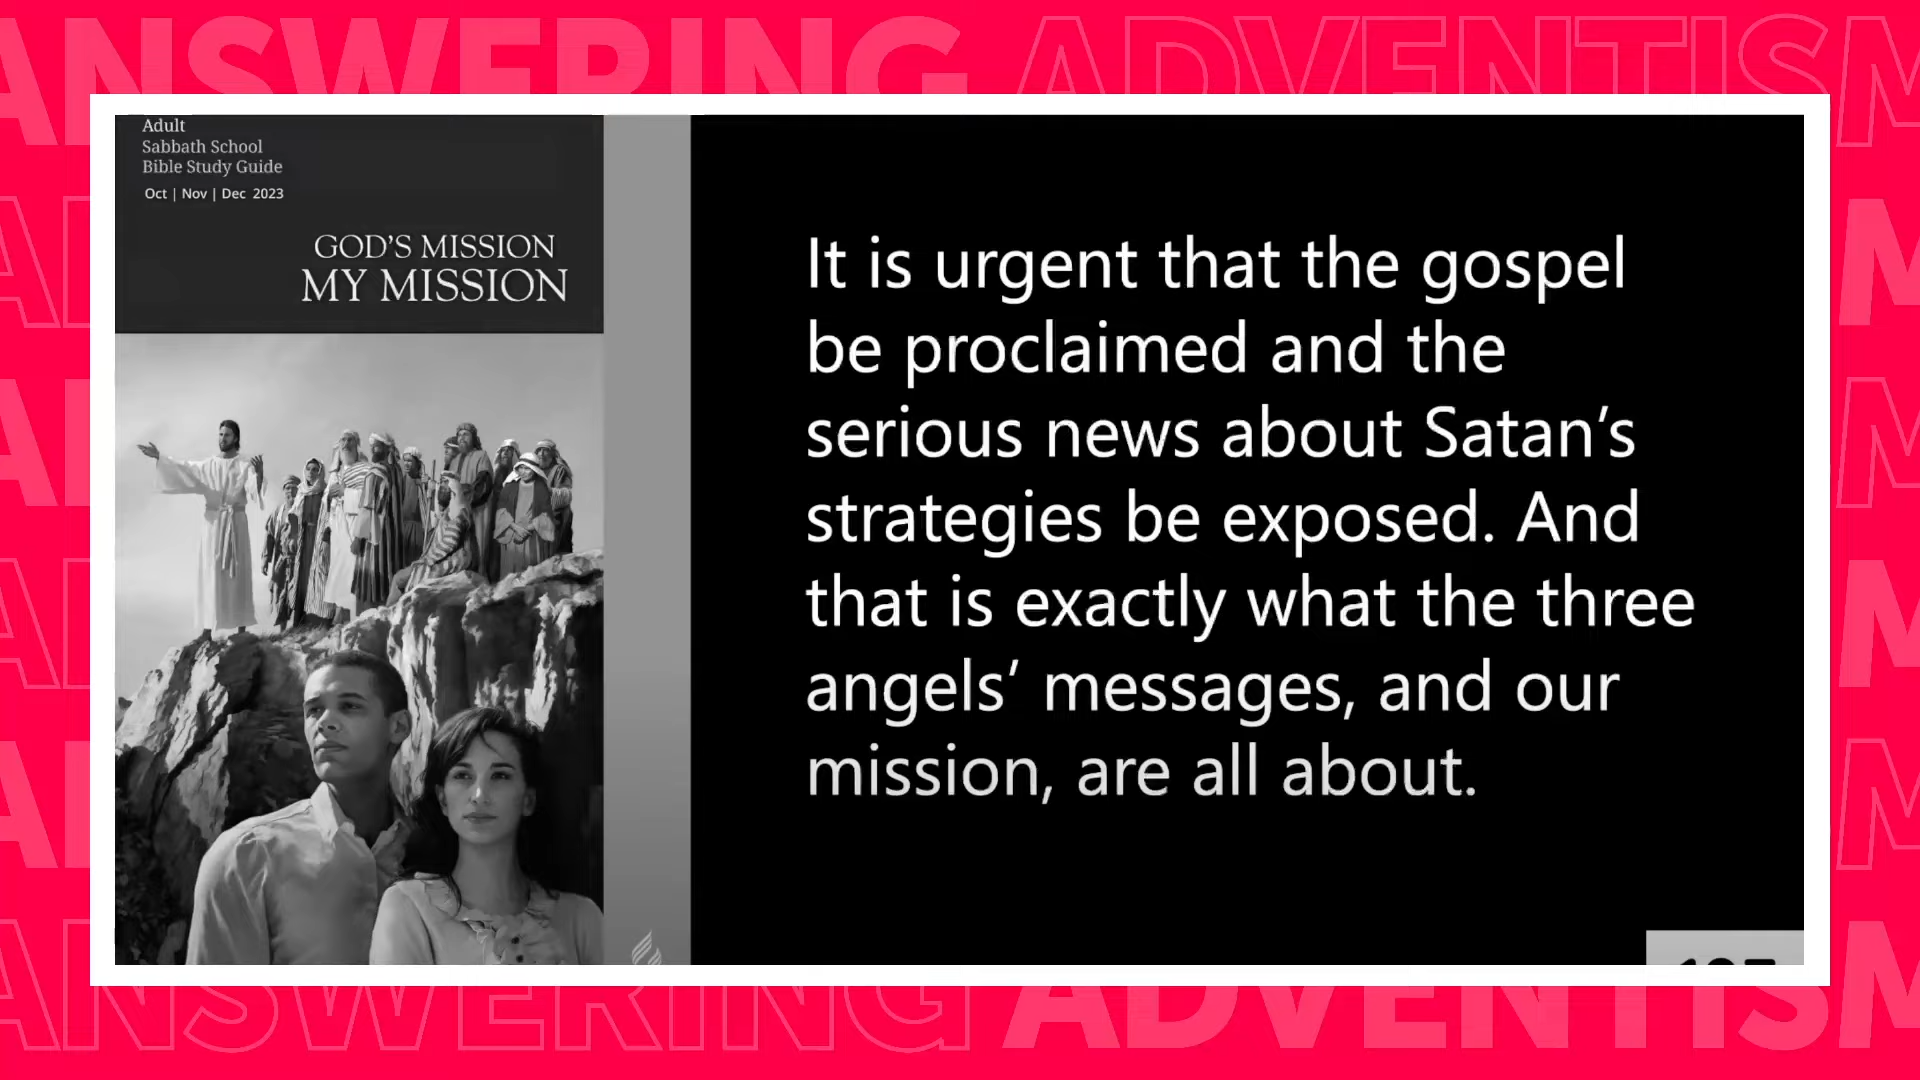 ANSWERING ADVENTISM
Adult
Sabbath School
Bible Study Guide
Oct | Nov | Dec 2023
GOD'S MISSION
MY MISSION
It is urgent that the gospel
be proclaimed and the
serious news about Satan's
strategies be exposed. And
that is exactly what the three
angels' messages, and our
mission, are all about.
ANSWERING ADVENTISM